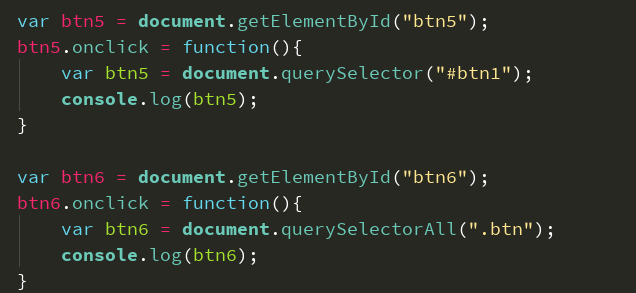 var btn5 = document.getElementById("btn5");
btn5.onclick = function(){
    var btn5 = document.querySelector("#btn1");
    console.log(btn5);
}

var btn6 = document.getElementById("btn6");
btn6.onclick = function(){
    var btn6 = document.querySelectorAll(".btn");
    console.log(btn6);
}